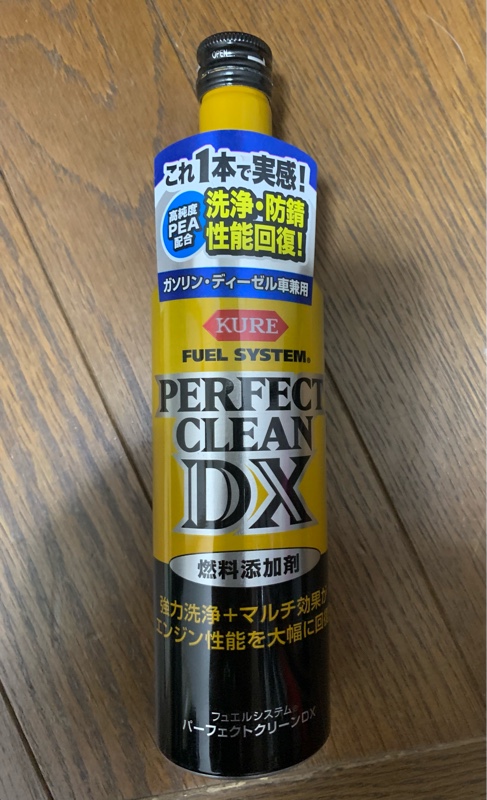 OPEN
これ1本で実感!
高純度
PEA
配合
洗浄・防錆
性能回復!
ガソリン・ディーゼル車兼用
KURE
FUEL SYSTEM®
PERFECT
CLEAN
DX
燃料添加剤
強力洗浄+マルチ効果が
エンジン性能を大幅に回
フュエルシステム®
パーフェクトクリーンDX